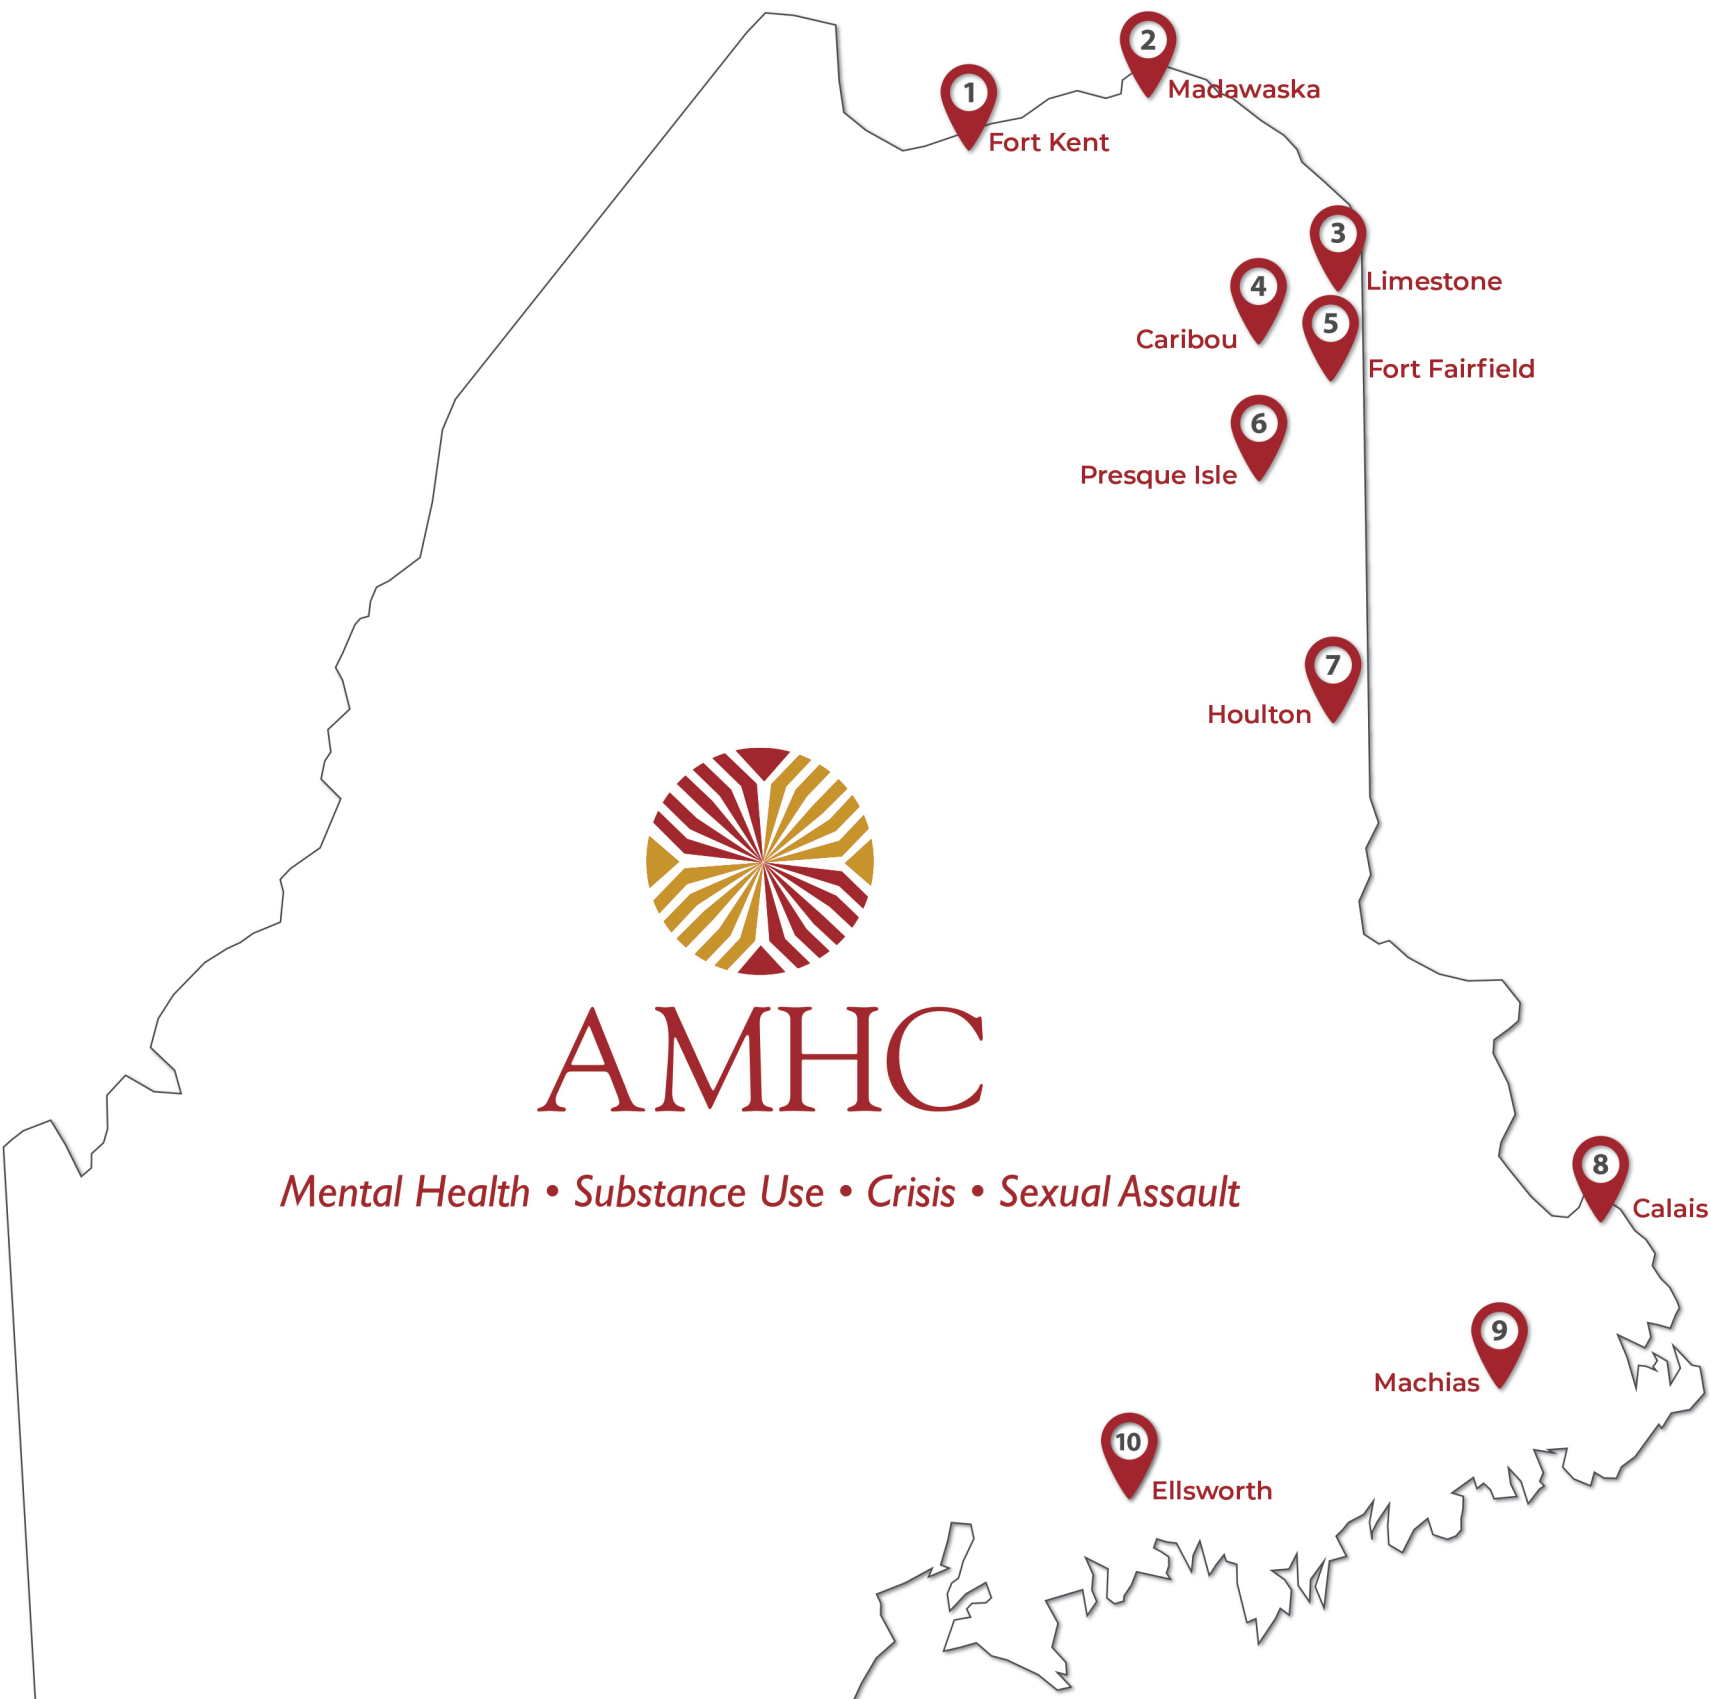 2
Madawaska
1
Fort Kent
3
Limestone
4
Caribou
5
Fort Fairfield
6
Presque Isle
7
Houlton
AMHC
Mental Health • Substance Use • Crisis • Sexual Assault
8
Calais
9
Machias
10
Ellsworth